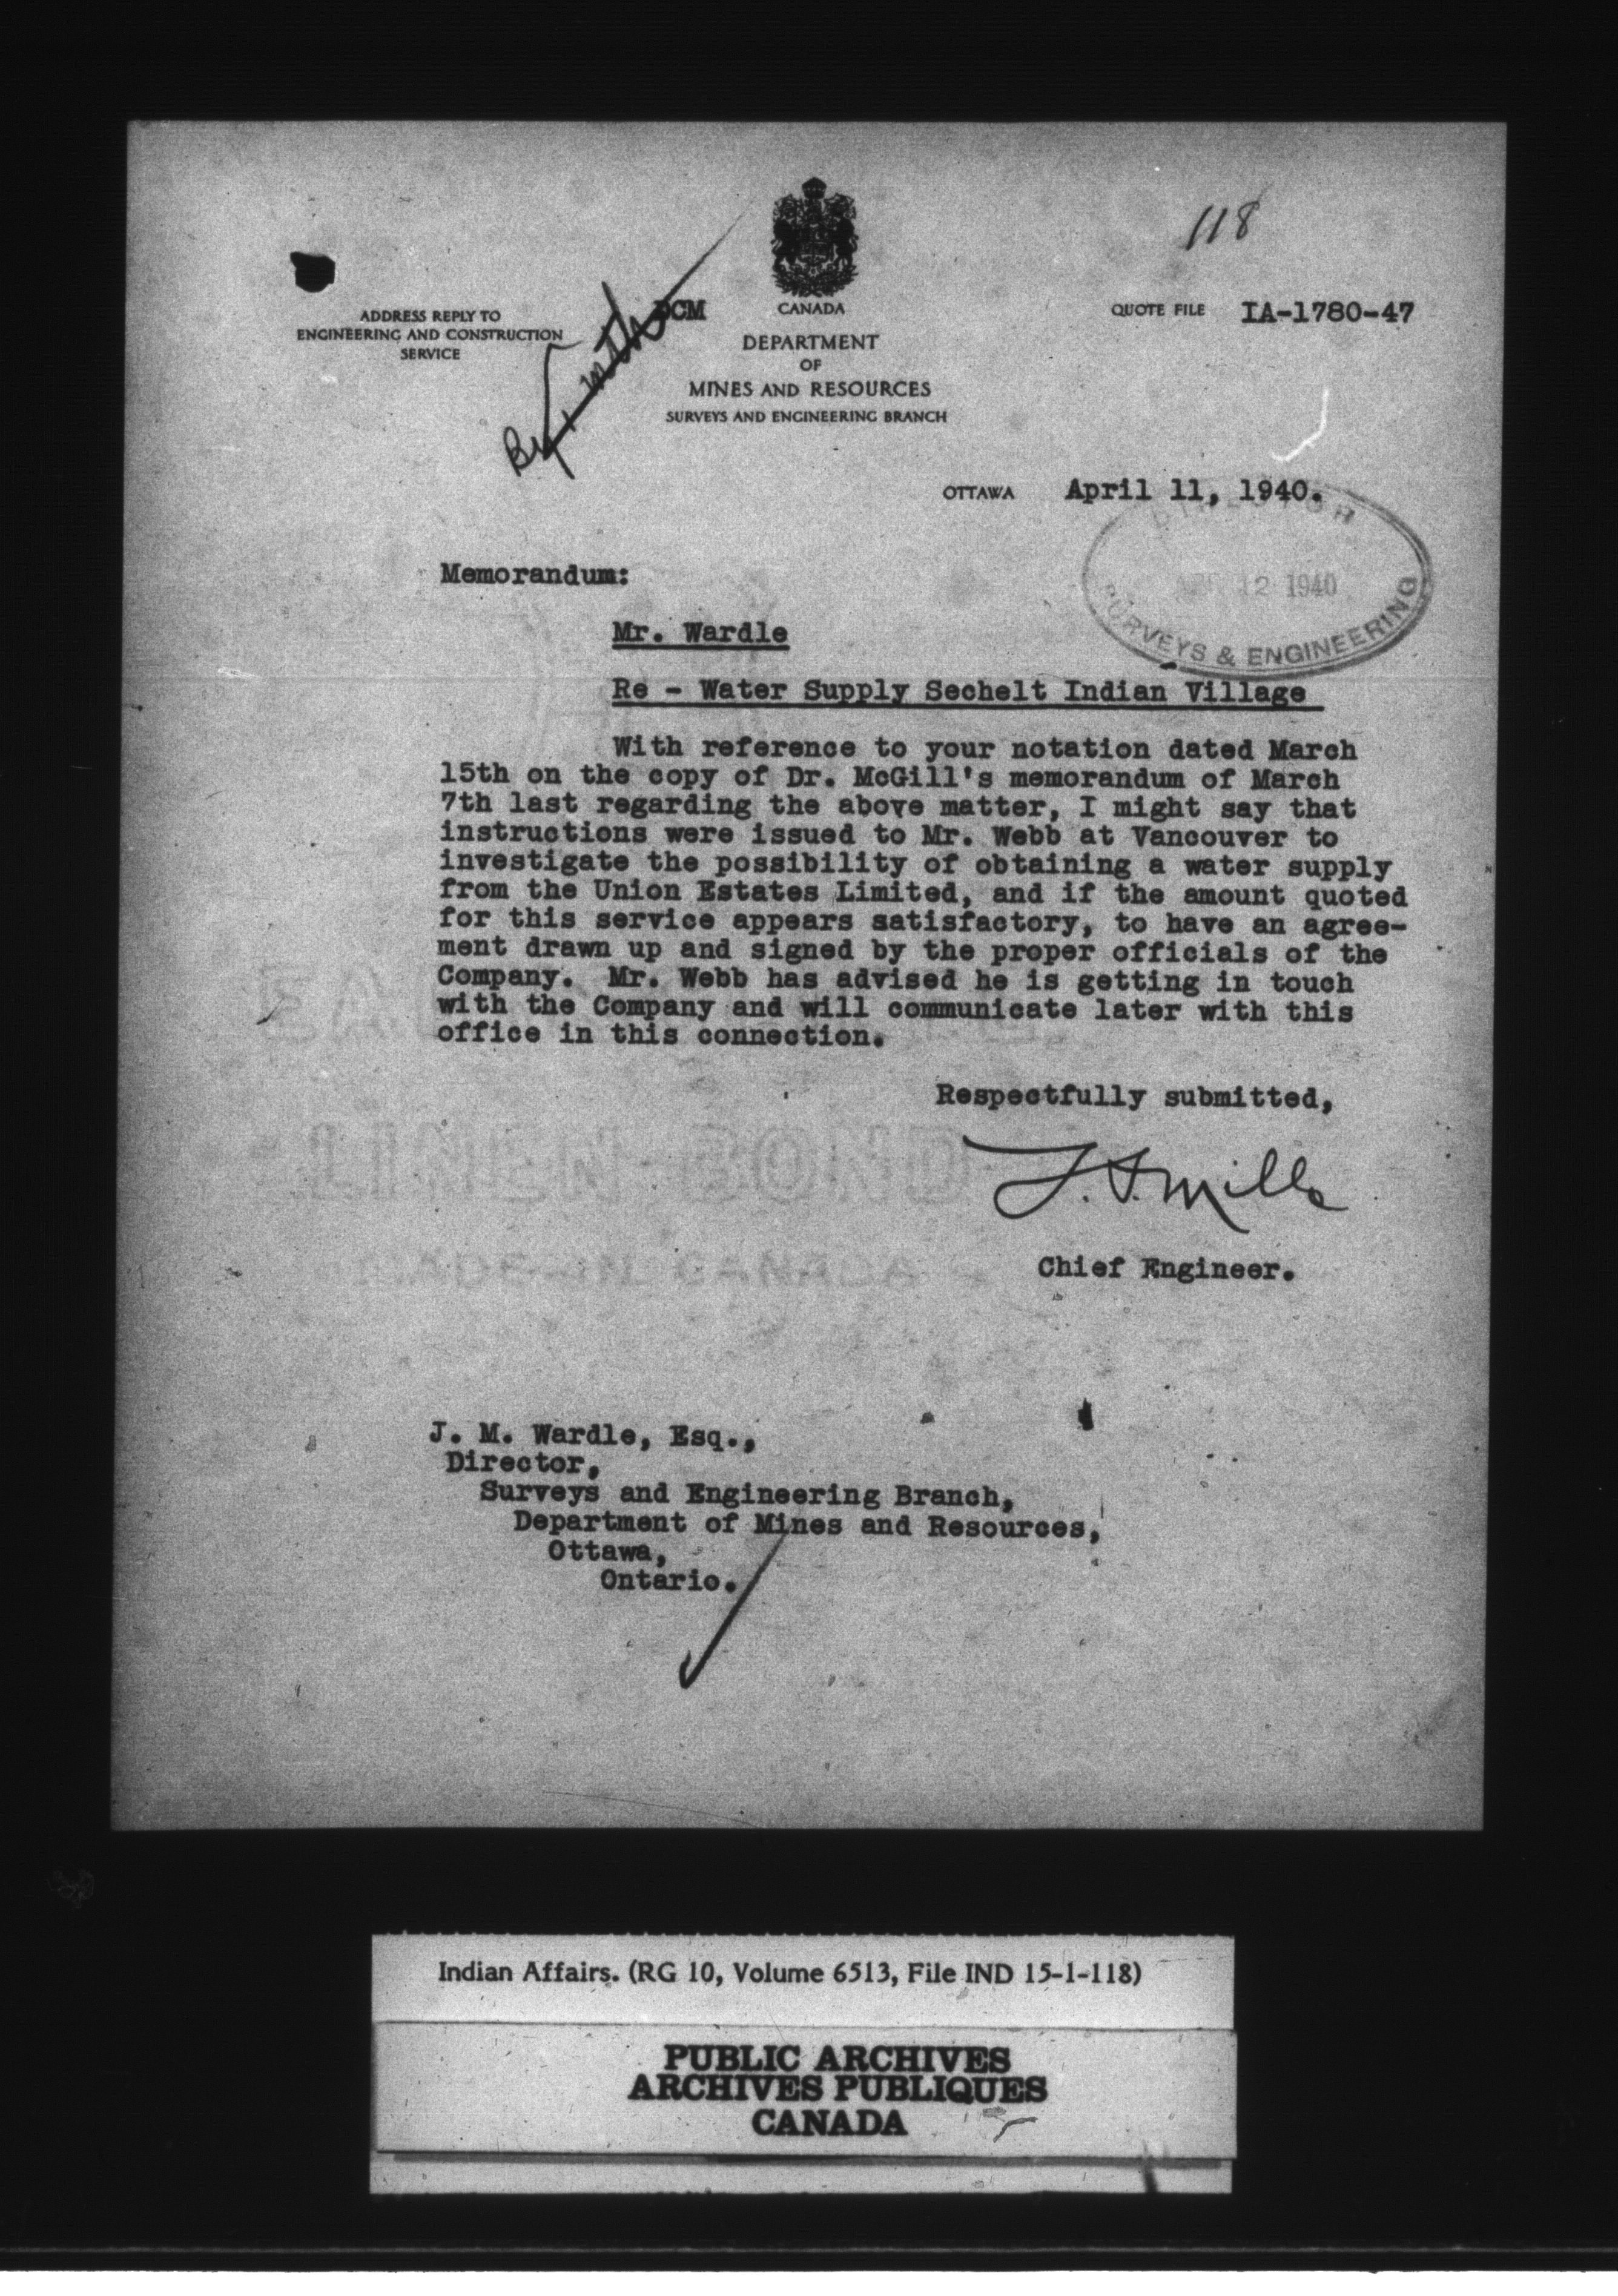 118
ADDRESS REPLY TO
ENGINEERING AND CONSTRUCTION
SERVICE
DCM
CANADA
DEPARTMENT
OF
MINES AND RESOURCES
SURVEYS AND ENGINEERING BRANCH
QUOTE FILE IA-1780-47
OTTAWA April 11, 1940.
DIRECTOR
12 1940
SURVEYS & ENGINEERING
Memorandum:
Mr. Wardle
Re - Water Supply Sechelt Indian Village
With reference to your notation dated March
15th on the copy of Dr. McGill's memorandum of March
7th last regarding the above matter, I might say that
instructions were issued to Mr. Webb at Vancouver to
investigate the possibility of obtaining a water supply
from the Union Estates Limited, and if the amount quoted
for this service appears satisfactory, to have an agree-
ment drawn up and signed by the proper officials of the
Company. Mr. Webb has advised he is getting in touch
with the Company and will communicate later with this
office in this connection.
Respectfully submitted,
T. S. Mills
Chief Engineer.
J. M. Wardle, Esq.,
Director,
Surveys and Engineering Branch,
Department of Mines and Resources,
Ottawa,
Ontario.
Indian Affairs. (RG 10, Volume 6513, File IND 15-1-118)
PUBLIC ARCHIVES
ARCHIVES PUBLIQUES
CANADA